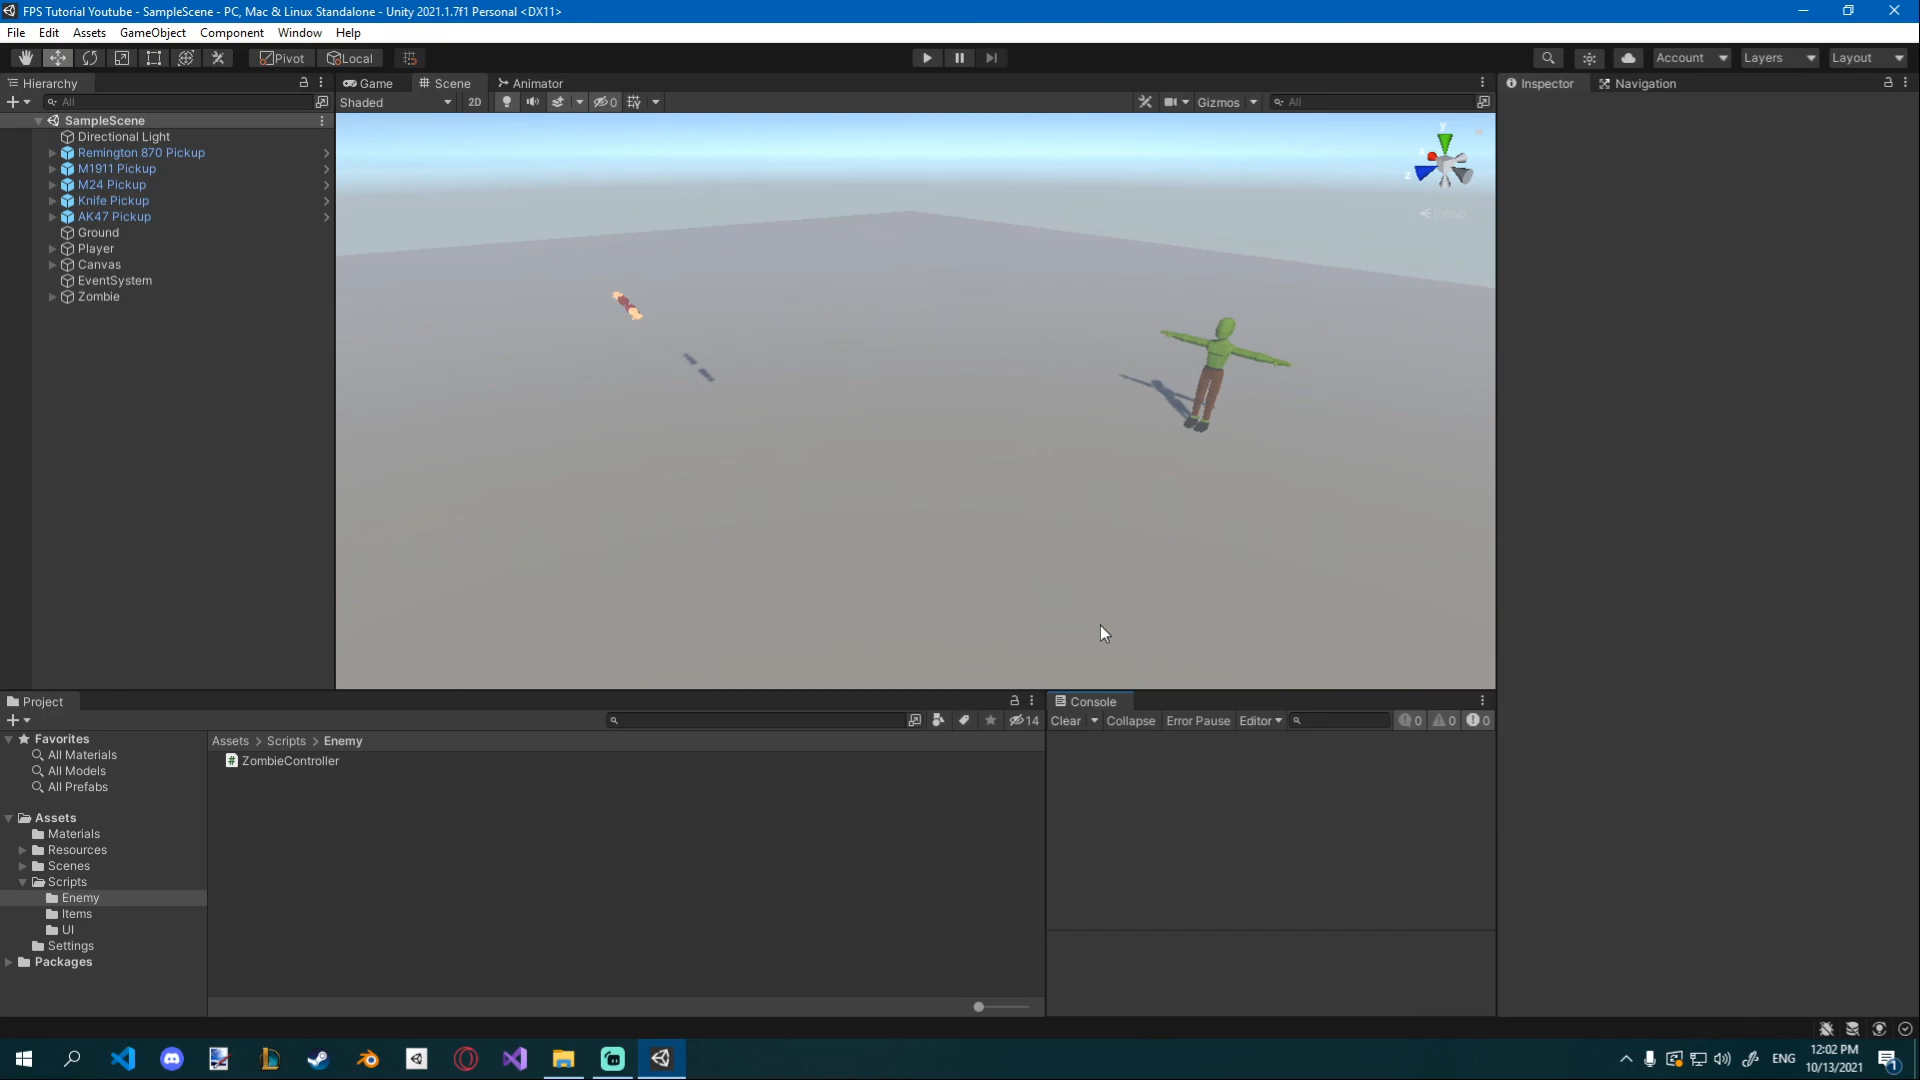 FPS Tutorial Youtube - SampleScene - PC, Mac & Linux Standalone - Unity 2021.1.7f1 Personal <DX11>
File Edit Assets GameObject Component Window Help
Pivot Local Account Layers Layout
Hierarchy Game Scene Animator Inspector Navigation
All Shaded 2D 0 Gizmos All
SampleScene
Directional Light
Remington 870 Pickup
M1911 Pickup
M24 Pickup
Knife Pickup
AK47 Pickup
Ground
Player
Canvas
EventSystem
Zombie
y
x
z
Persp
Project
14
Console
Clear Collapse Error Pause Editor 0 0 0
Favorites
All Materials
All Models
All Prefabs
Assets
Materials
Resources
Scenes
Scripts
Enemy
Items
UI
Settings
Packages
Assets > Scripts > Enemy
ZombieController
ENG
12:02 PM
10/13/2021
1